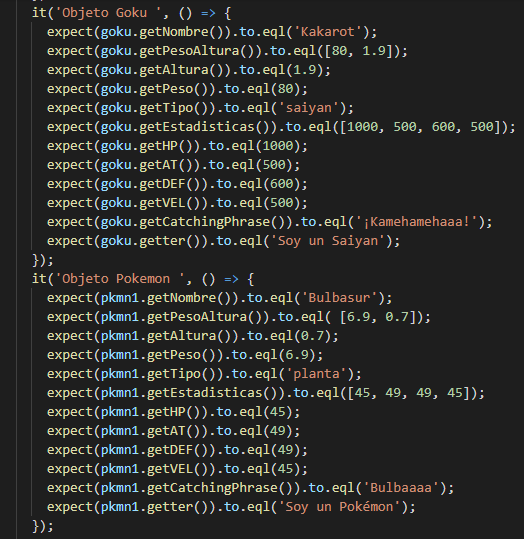 it('Objeto Goku ', () => {
expect(goku.getNombre()).to.eql('Kakarot');
expect(goku.getPesoAltura()).to.eql([80, 1.9]);
expect(goku.getAltura()).to.eql(1.9);
expect(goku.getPeso()).to.eql(80);
expect(goku.getTipo()).to.eql('saiyan');
expect(goku.getEstadisticas()).to.eql([1000, 500, 600, 500]);
expect(goku.getHP()).to.eql(1000);
expect(goku.getAT()).to.eql(500);
expect(goku.getDEF()).to.eql(600);
expect(goku.getVEL()).to.eql(500);
expect(goku.getCatchingPhrase()).to.eql('¡Kamehamehaaa!');
expect(goku.getter()).to.eql('Soy un Saiyan');
});
it('Objeto Pokemon ', () => {
expect(pkmn1.getNombre()).to.eql('Bulbasur');
expect(pkmn1.getPesoAltura()).to.eql( [6.9, 0.7]);
expect(pkmn1.getAltura()).to.eql(0.7);
expect(pkmn1.getPeso()).to.eql(6.9);
expect(pkmn1.getTipo()).to.eql('planta');
expect(pkmn1.getEstadisticas()).to.eql([45, 49, 49, 45]);
expect(pkmn1.getHP()).to.eql(45);
expect(pkmn1.getAT()).to.eql(49);
expect(pkmn1.getDEF()).to.eql(49);
expect(pkmn1.getVEL()).to.eql(45);
expect(pkmn1.getCatchingPhrase()).to.eql('Bulbaaaa');
expect(pkmn1.getter()).to.eql('Soy un Pokémon');
});